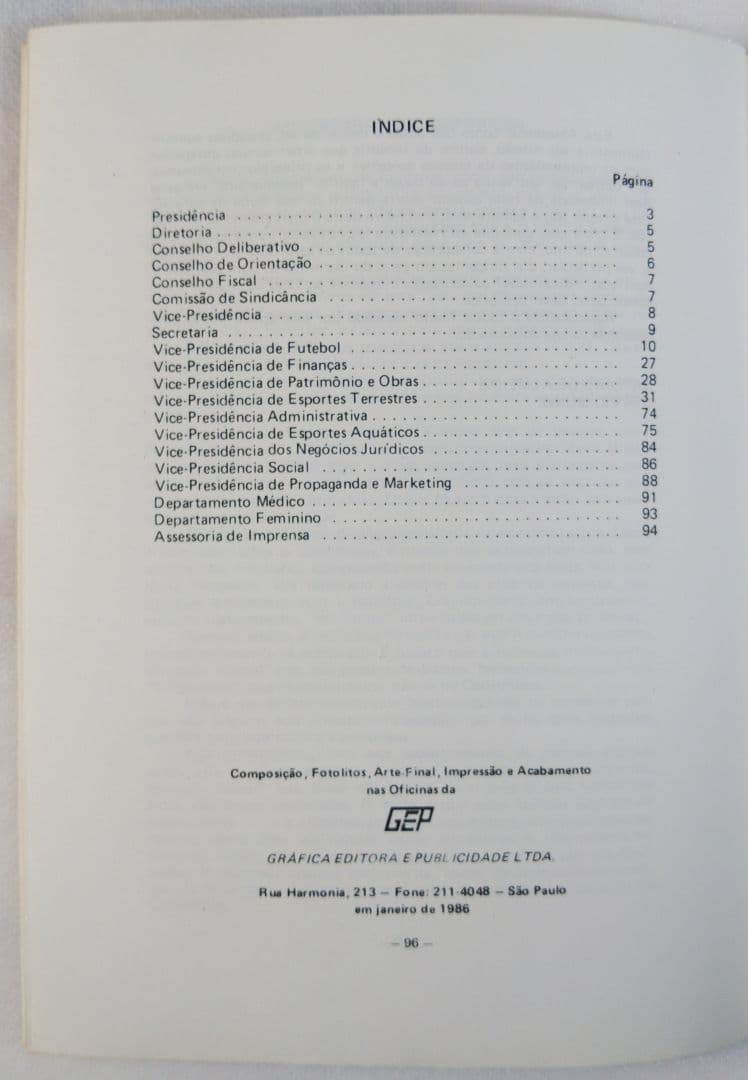 ÍNDICE
Página
Presidência . . . . . . . . . . . . . . . . . . . . . . . . . . . . . . 3
Diretoria . . . . . . . . . . . . . . . . . . . . . . . . . . . . . . 5
Conselho Deliberativo . . . . . . . . . . . . . . . . . . . . . . . . . 5
Conselho de Orientação . . . . . . . . . . . . . . . . . . . . . . . . 6
Conselho Fiscal . . . . . . . . . . . . . . . . . . . . . . . . . . . . 7
Comissão de Sindicância . . . . . . . . . . . . . . . . . . . . . . . 7
Vice-Presidência . . . . . . . . . . . . . . . . . . . . . . . . . . . . 8
Secretaria . . . . . . . . . . . . . . . . . . . . . . . . . . . . . . . 9
Vice-Presidência de Futebol . . . . . . . . . . . . . . . . . . . . . . 10
Vice-Presidência de Finanças . . . . . . . . . . . . . . . . . . . . . . 27
Vice-Presidência de Patrimônio e Obras . . . . . . . . . . . . . . . . 28
Vice-Presidência de Esportes Terrestres . . . . . . . . . . . . . . . . 31
Vice-Presidência Administrativa . . . . . . . . . . . . . . . . . . . . 74
Vice-Presidência de Esportes Aquáticos . . . . . . . . . . . . . . . . 75
Vice-Presidência dos Negócios Jurídicos . . . . . . . . . . . . . . . 84
Vice-Presidência Social . . . . . . . . . . . . . . . . . . . . . . . . 86
Vice-Presidência de Propaganda e Marketing . . . . . . . . . . . . . 88
Departamento Médico . . . . . . . . . . . . . . . . . . . . . . . . . 91
Departamento Feminino . . . . . . . . . . . . . . . . . . . . . . . 93
Assessoria de Imprensa . . . . . . . . . . . . . . . . . . . . . . . . 94
Composição, Fotolitos, Arte-Final, Impressão e Acabamento
nas Oficinas da
GEP
GRÁFICA EDITORA E PUBLICIDADE LTDA.
Rua Harmonia, 213 — Fone: 211-4048 — São Paulo
em janeiro de 1986
— 96 —